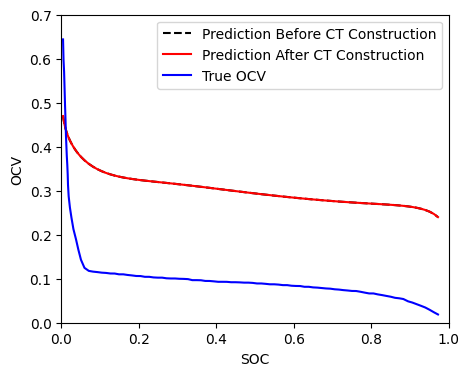 Prediction Before CT Construction
Prediction After CT Construction
True OCV
0.7
0.6
0.5
0.4
0.3
0.2
0.1
0.0
OCV
0.0 0.2 0.4 0.6 0.8 1.0
SOC